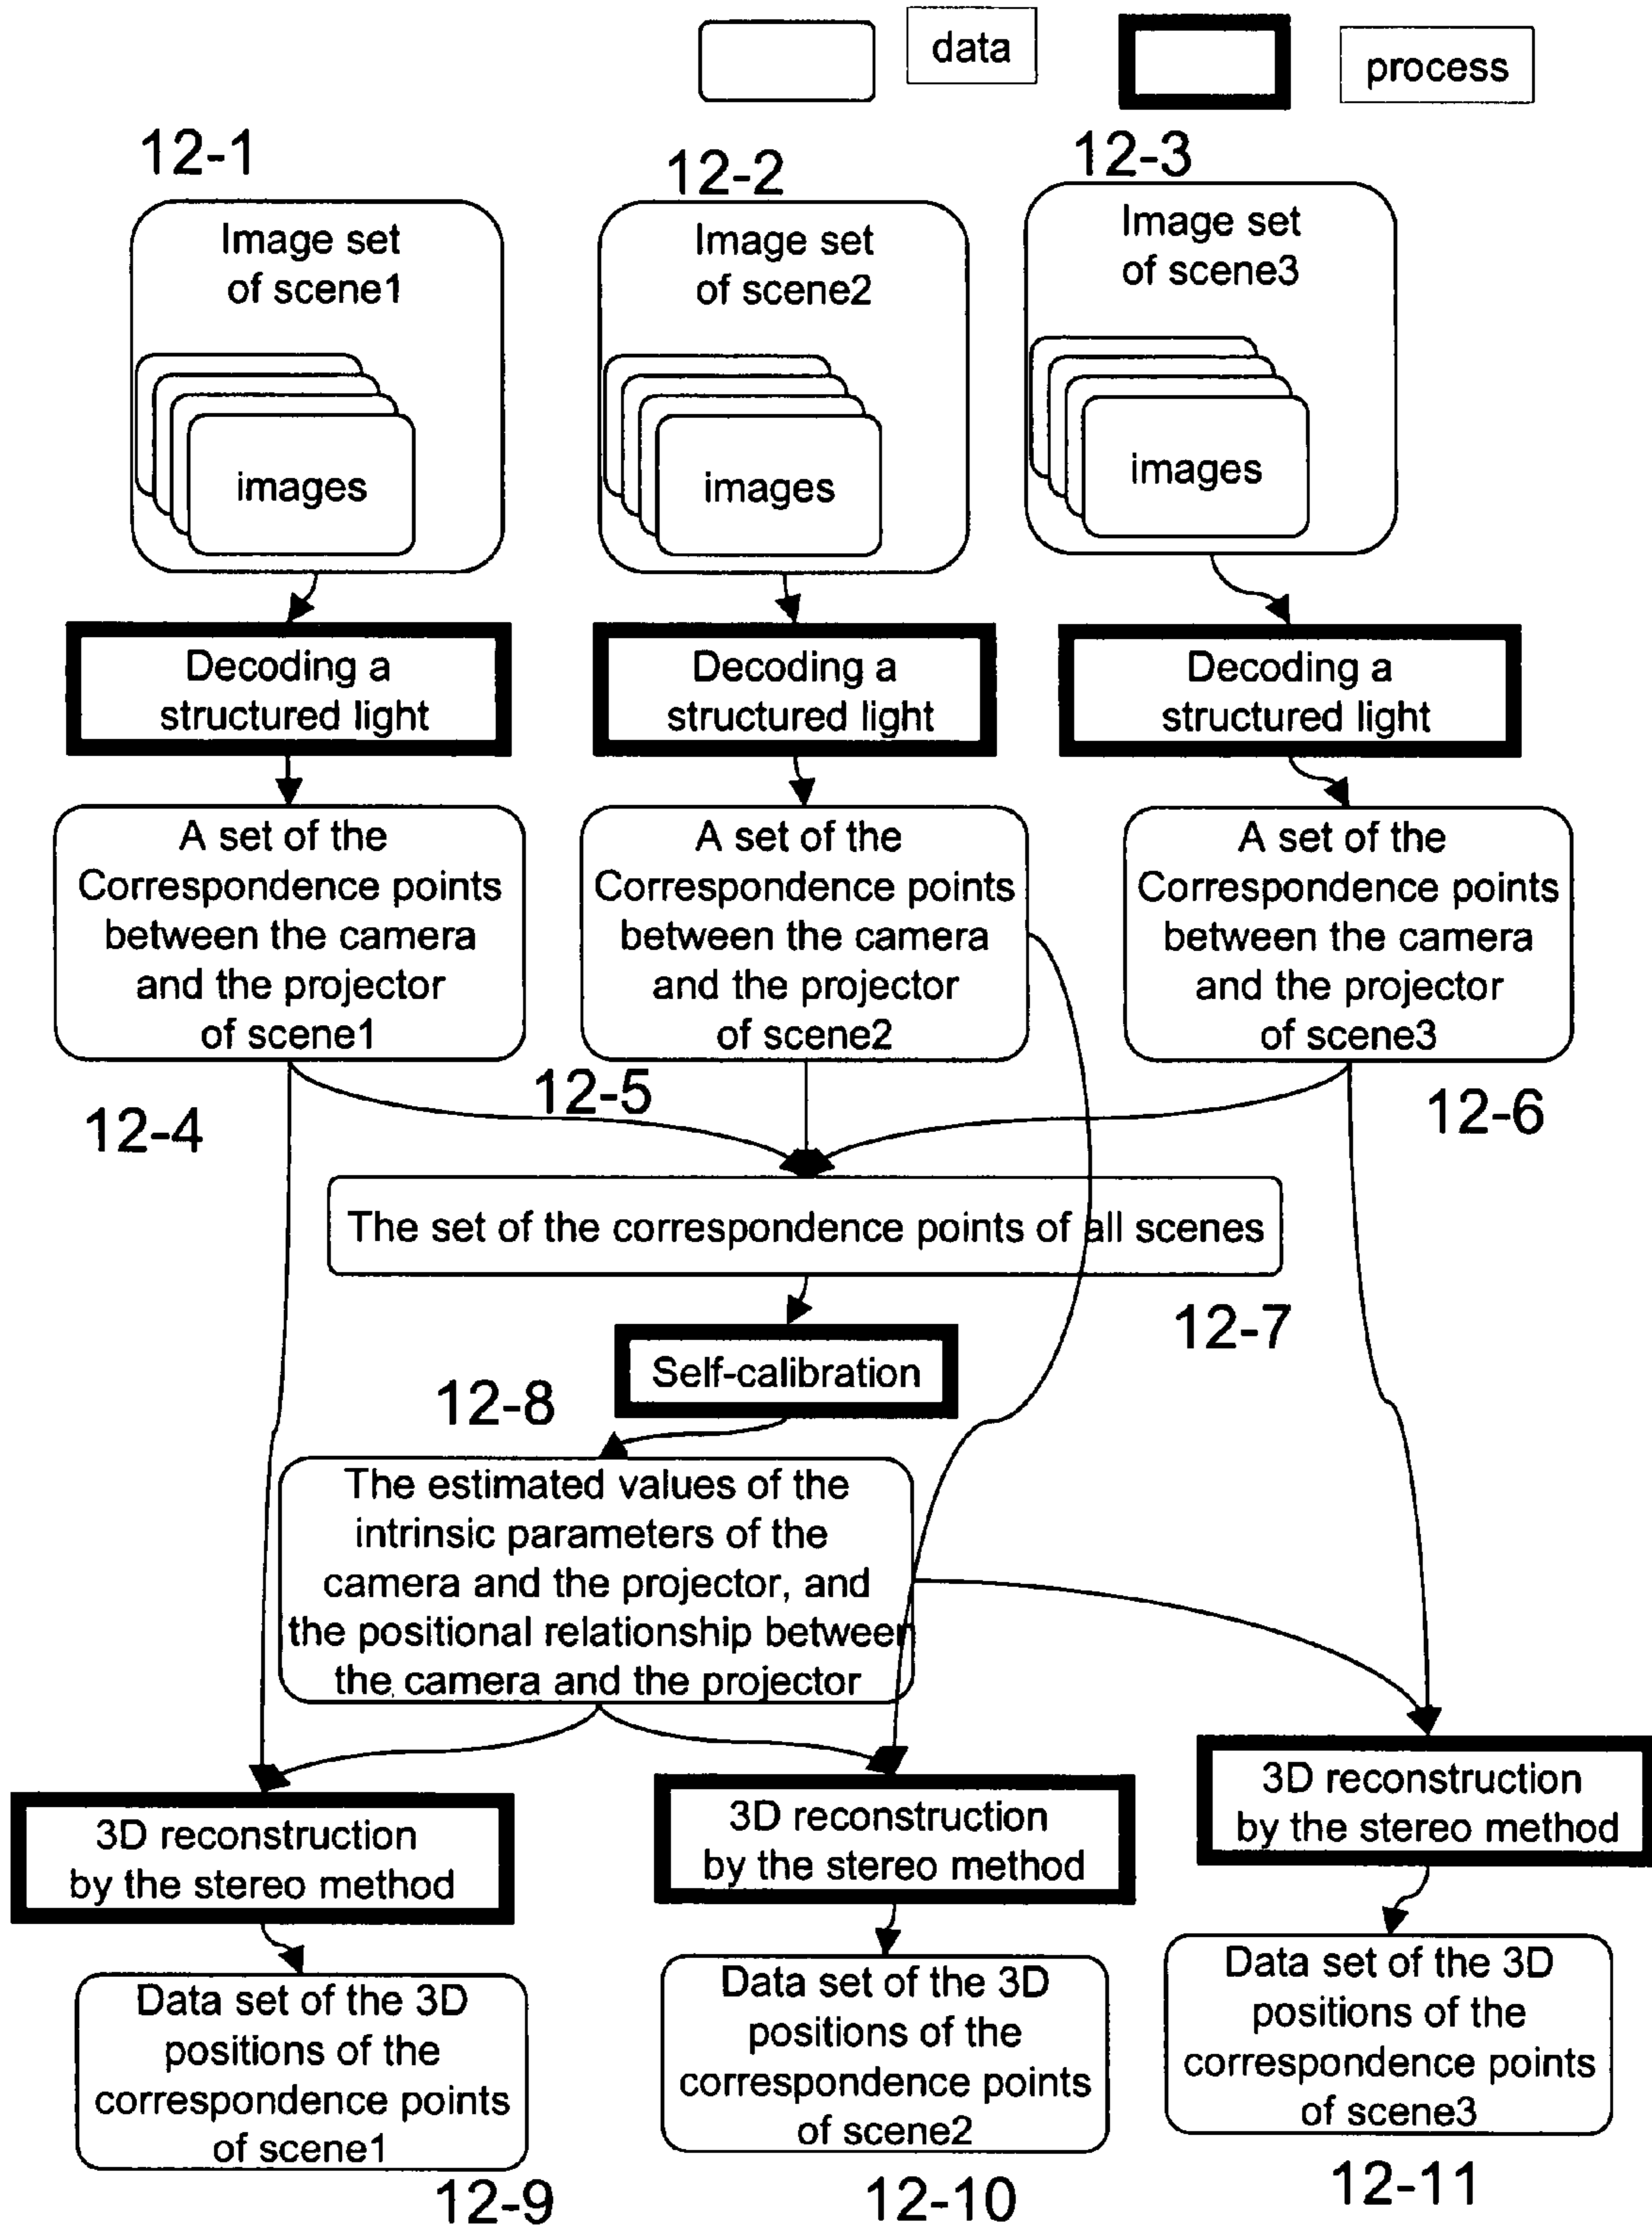 data
process
12-1
12-2
12-3
Image set
of scene1
images
Image set
of scene2
images
Image set
of scene3
images
Decoding a
structured light
Decoding a
structured light
Decoding a
structured light
A set of the
Correspondence points
between the camera
and the projector
of scene1
A set of the
Correspondence points
between the camera
and the projector
of scene2
A set of the
Correspondence points
between the camera
and the projector
of scene3
12-4
12-5
12-6
The set of the correspondence points of all scenes
12-7
Self-calibration
12-8
The estimated values of the
intrinsic parameters of the
camera and the projector, and
the positional relationship between
the camera and the projector
3D reconstruction
by the stereo method
3D reconstruction
by the stereo method
3D reconstruction
by the stereo method
Data set of the 3D
positions of the
correspondence points
of scene1
Data set of the 3D
positions of the
correspondence points
of scene2
Data set of the 3D
positions of the
correspondence points
of scene3
12-9
12-10
12-11